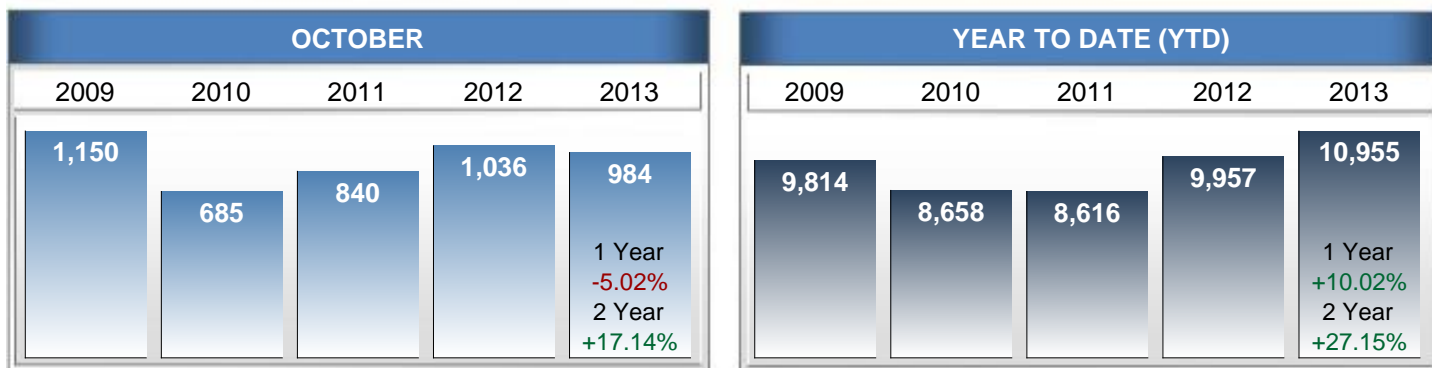 OCTOBER
2009 2010 2011 2012 2013
1,150
685
840
1,036
984
1 Year
-5.02%
2 Year
+17.14%
YEAR TO DATE (YTD)
2009 2010 2011 2012 2013
9,814
8,658
8,616
9,957
10,955
1 Year
+10.02%
2 Year
+27.15%